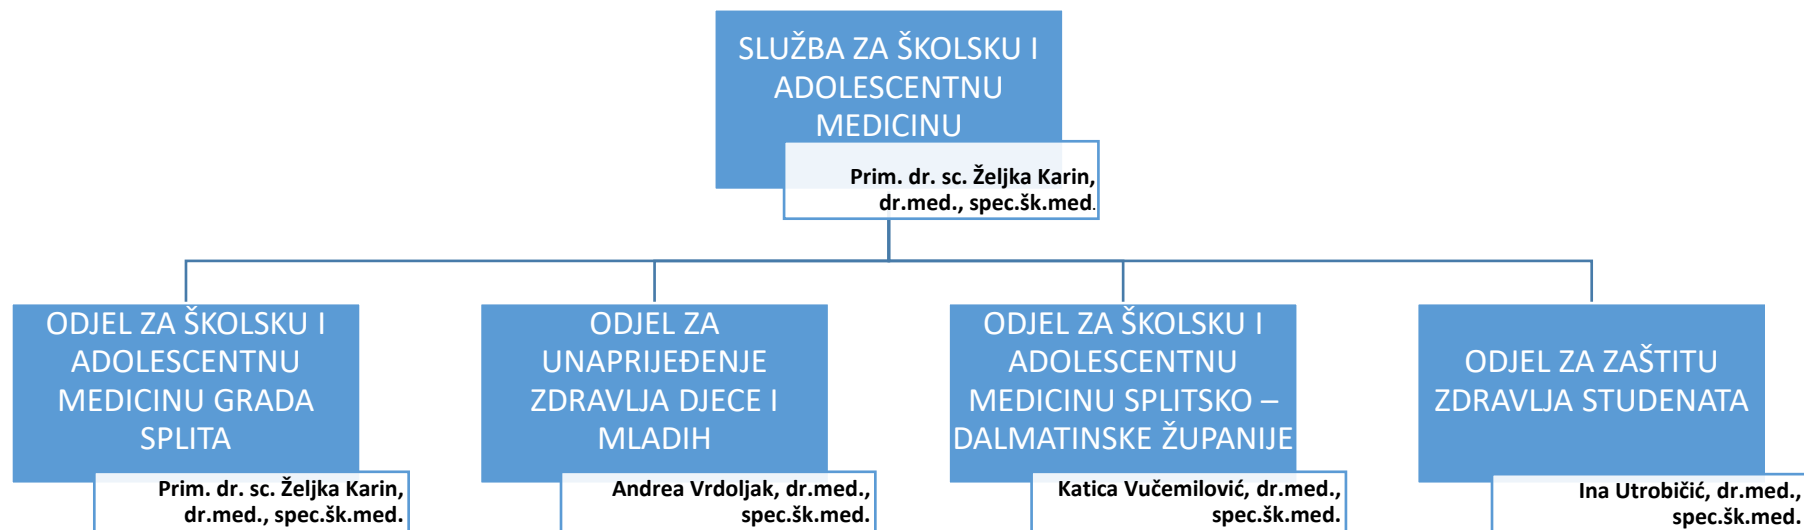 SLUŽBA ZA ŠKOLSKU I
ADOLESCENTNU
MEDICINU
Prim. dr. sc. Željka Karin,
dr.med., spec.šk.med.
ODJEL ZA ŠKOLSKU I
ADOLESCENTNU
MEDICINU GRADA
SPLITA
Prim. dr. sc. Željka Karin,
dr.med., spec.šk.med.
ODJEL ZA
UNAPRIJEĐENJE
ZDRAVLJA DJECE I
MLADIH
Andrea Vrdoljak, dr.med.,
spec.šk.med.
ODJEL ZA ŠKOLSKU I
ADOLESCENTNU
MEDICINU SPLITSKO –
DALMATINSKE ŽUPANIJE
Katica Vučemilović, dr.med.,
spec.šk.med.
ODJEL ZA ZAŠTITU
ZDRAVLJA STUDENATA
Ina Utrobičić, dr.med.,
spec.šk.med.